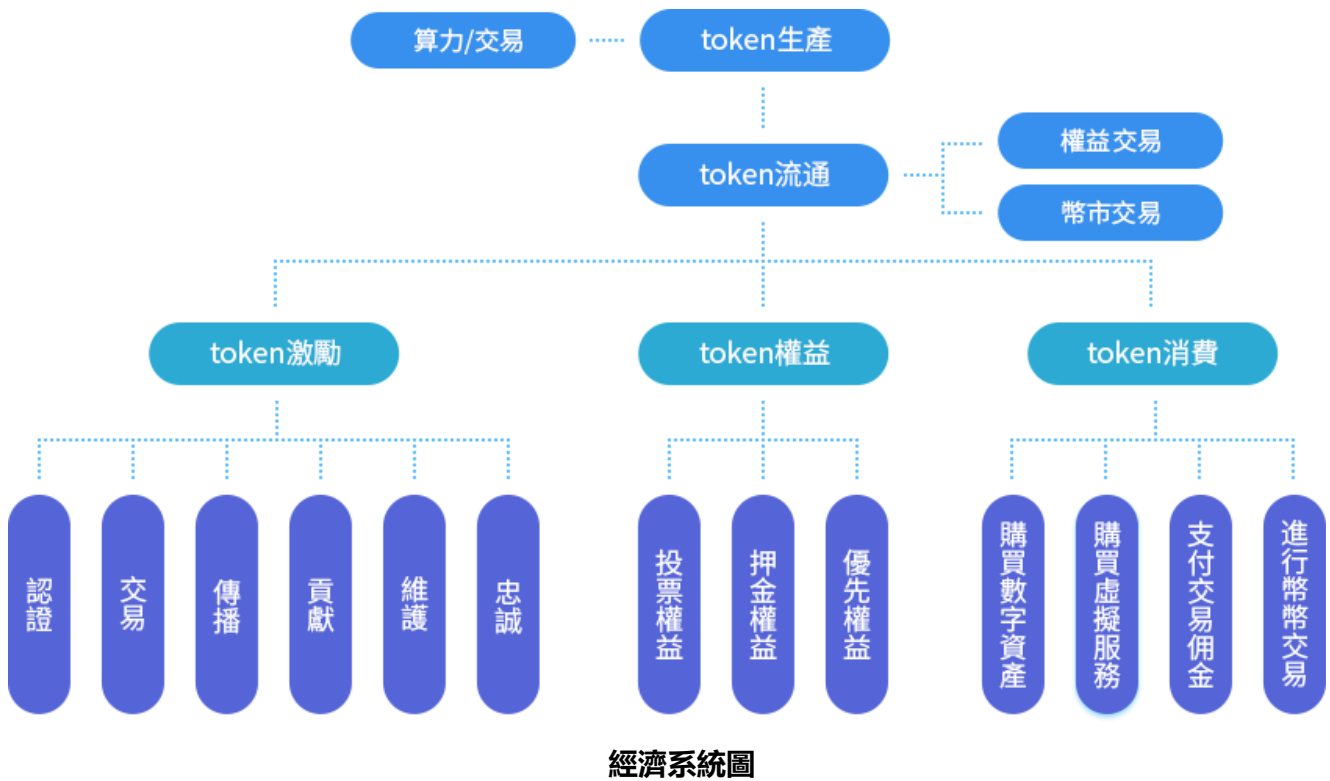 算力/交易
token生產
token流通
權益交易
幣市交易
token激勵
token權益
token消費
認證
交易
傳播
貢獻
維護
忠誠
投票權益
押金權益
優先權益
購買數字資產
購買虛擬服務
支付交易佣金
進行幣幣交易
經濟系統圖